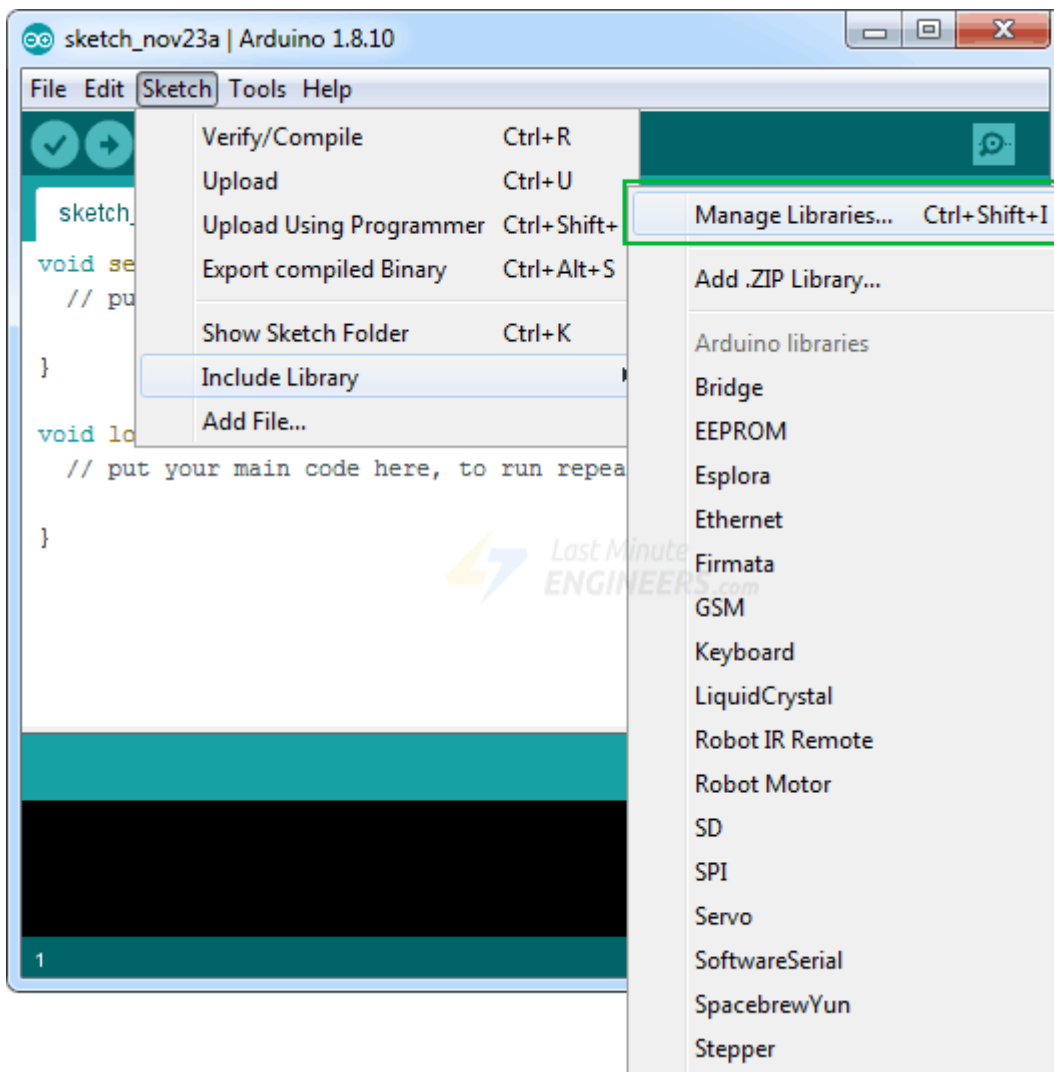 sketch_nov23a | Arduino 1.8.10
File Edit Sketch Tools Help
Verify/Compile Ctrl+R
Upload Ctrl+U
Upload Using Programmer Ctrl+Shift+
Export compiled Binary Ctrl+Alt+S
Show Sketch Folder Ctrl+K
Include Library
Add File...
sketch_
void se
// pu
}
void lo
// put your main code here, to run repea
}
1
Manage Libraries... Ctrl+Shift+I
Add .ZIP Library...
Arduino libraries
Bridge
EEPROM
Esplora
Ethernet
Firmata
GSM
Keyboard
LiquidCrystal
Robot IR Remote
Robot Motor
SD
SPI
Servo
SoftwareSerial
SpacebrewYun
Stepper
Last Minute
ENGINEERS.com